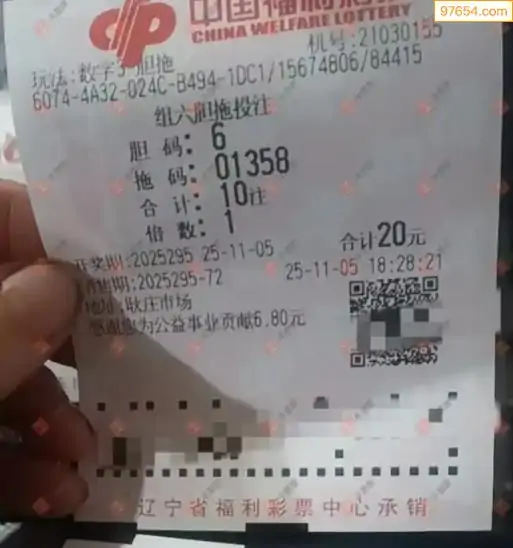 97654.com
中国福利彩
CHINA WELFARE LOTTERY
机号:21030155
玩法:数字3-胆拖
6074-4A32-024C-B494-1DC1/15674806/84415
组六胆拖投注
胆 码: 6
拖 码: 01358
合 计: 10注
倍 数: 1
合计20元
开奖期:2025295 25-11-05
售期:2025295-72 25-11-05 18:28:21
地址:耿庄市场
感谢您为公益事业贡献6.80元
辽宁省福利彩票中心承销